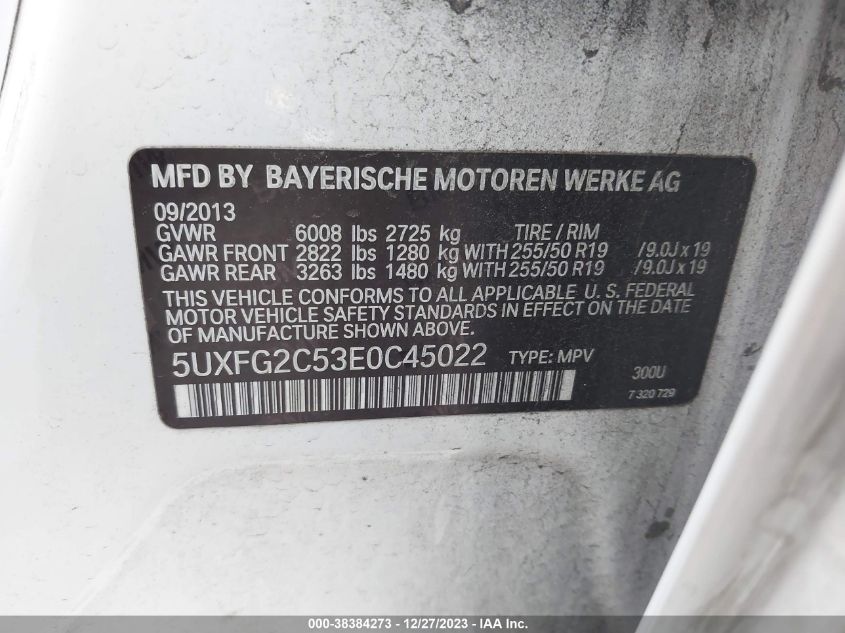 MFD BY BAYERISCHE MOTOREN WERKE AG
09/2013
GVWR 6008 lbs 2725 kg TIRE / RIM
GAWR FRONT 2822 lbs 1280 kg WITH 255/50 R19 /9.0J x 19
GAWR REAR 3263 lbs 1480 kg WITH 255/50 R19 /9.0J x 19
THIS VEHICLE CONFORMS TO ALL APPLICABLE U. S. FEDERAL
MOTOR VEHICLE SAFETY STANDARDS IN EFFECT ON THE DATE
OF MANUFACTURE SHOWN ABOVE.
5UXFG2C53E0C45022 TYPE: MPV 300U
7 320 729
000-38384273 - 12/27/2023 - IAA Inc.